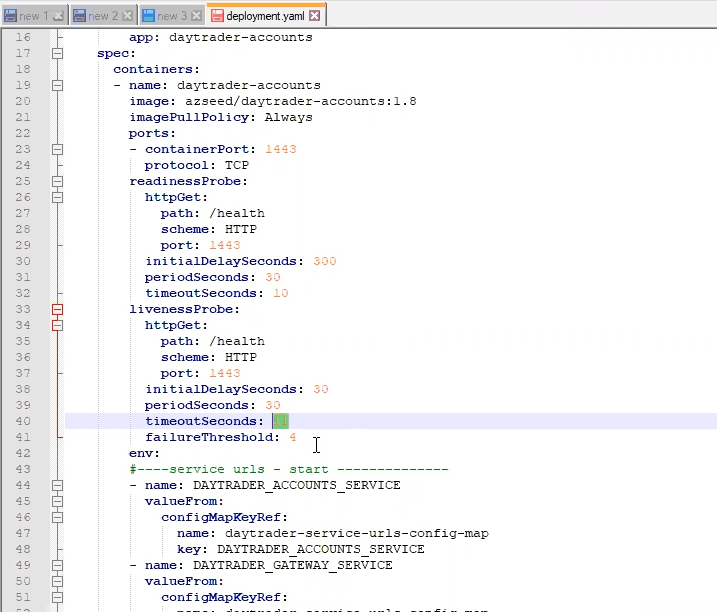 new 1 new 2 new 3 deployment.yaml
16 app: daytrader-accounts
17 spec:
18 containers:
19 - name: daytrader-accounts
20 image: azseed/daytrader-accounts:1.8
21 imagePullPolicy: Always
22 ports:
23 - containerPort: 1443
24 protocol: TCP
25 readinessProbe:
26 httpGet:
27 path: /health
28 scheme: HTTP
29 port: 1443
30 initialDelaySeconds: 300
31 periodSeconds: 30
32 timeoutSeconds: 10
33 livenessProbe:
34 httpGet:
35 path: /health
36 scheme: HTTP
37 port: 1443
38 initialDelaySeconds: 30
39 periodSeconds: 30
40 timeoutSeconds:
41 failureThreshold: 4
42 env:
43 #----service urls - start --------------
44 - name: DAYTRADER_ACCOUNTS_SERVICE
45 valueFrom:
46 configMapKeyRef:
47 name: daytrader-service-urls-config-map
48 key: DAYTRADER_ACCOUNTS_SERVICE
49 - name: DAYTRADER_GATEWAY_SERVICE
50 valueFrom:
51 configMapKeyRef: